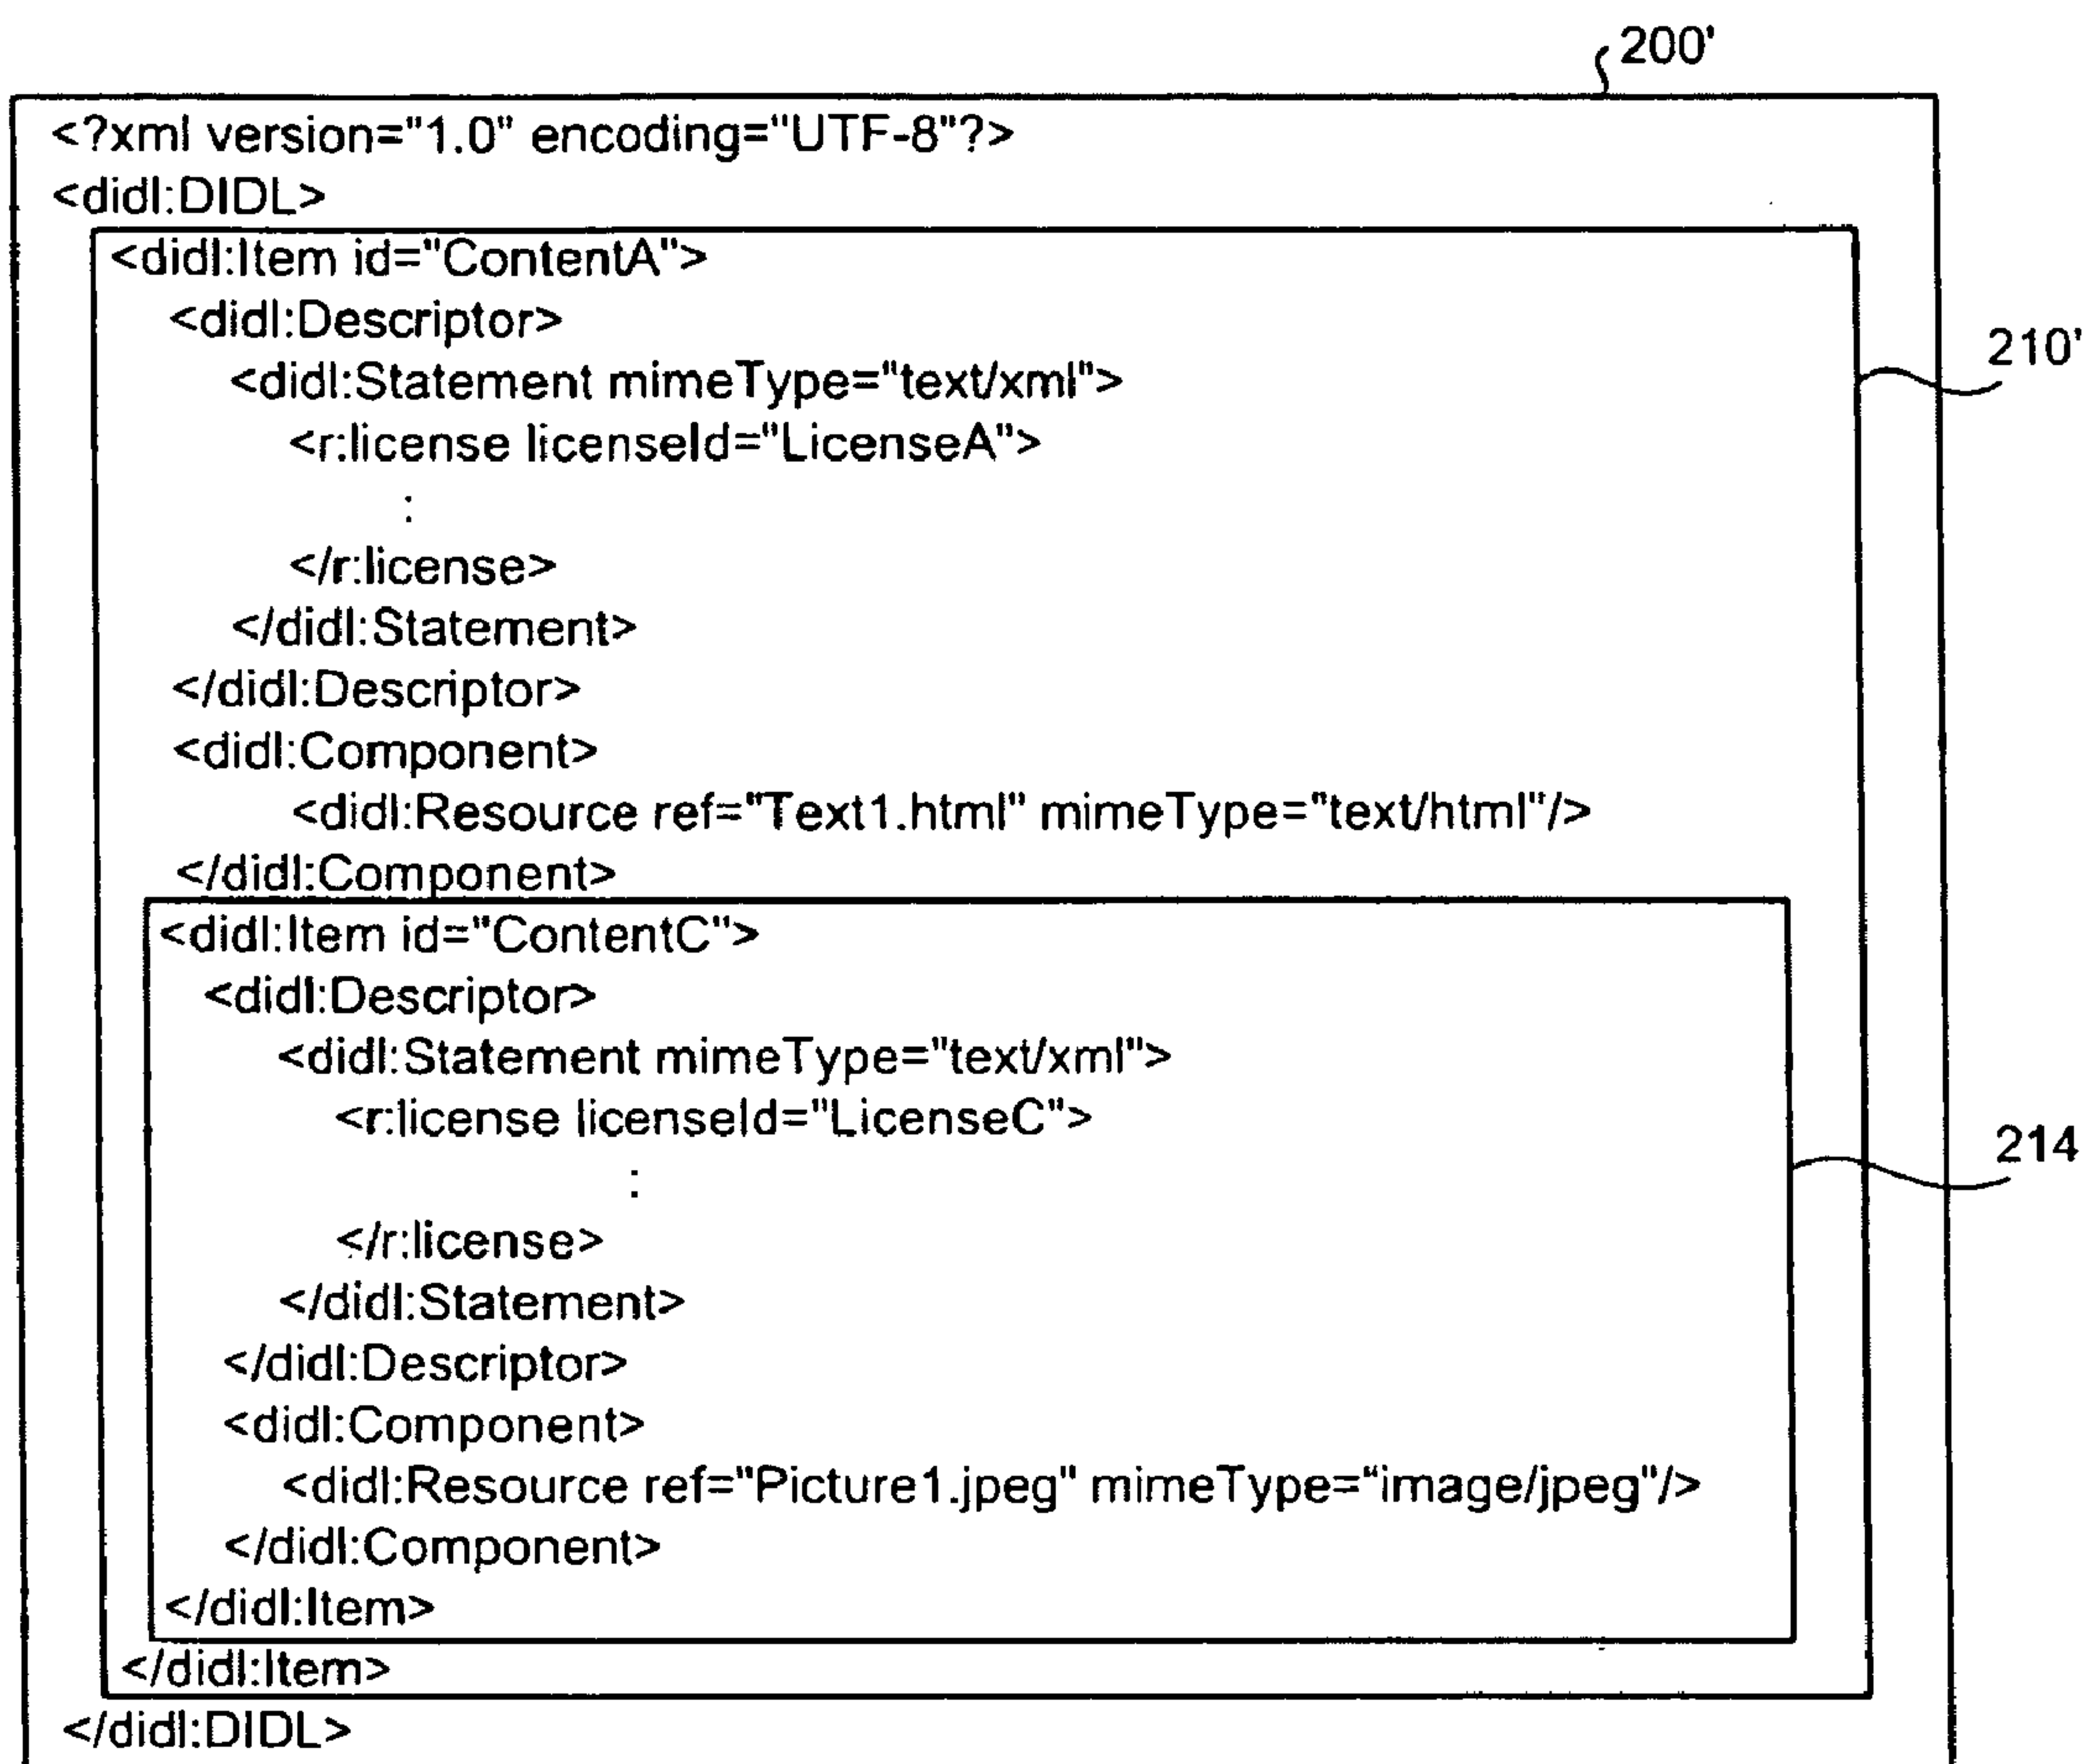 200'
<?xml version="1.0" encoding="UTF-8"?>
<didl:DIDL>
<didl:Item id="ContentA">
<didl:Descriptor>
210'
<didl:Statement mimeType="text/xml">
<r:license licenseId="LicenseA">
:
</r:license>
</didl:Statement>
</didl:Descriptor>
<didl:Component>
<didl:Resource ref="Text1.html" mimeType="text/html"/>
</didl:Component>
<didl:Item id="ContentC">
<didl:Descriptor>
<didl:Statement mimeType="text/xml">
<r:license licenseId="LicenseC">
214
:
</r:license>
</didl:Statement>
</didl:Descriptor>
<didl:Component>
<didl:Resource ref="Picture1.jpeg" mimeType="image/jpeg"/>
</didl:Component>
</didl:Item>
</didl:Item>
</didl:DIDL>